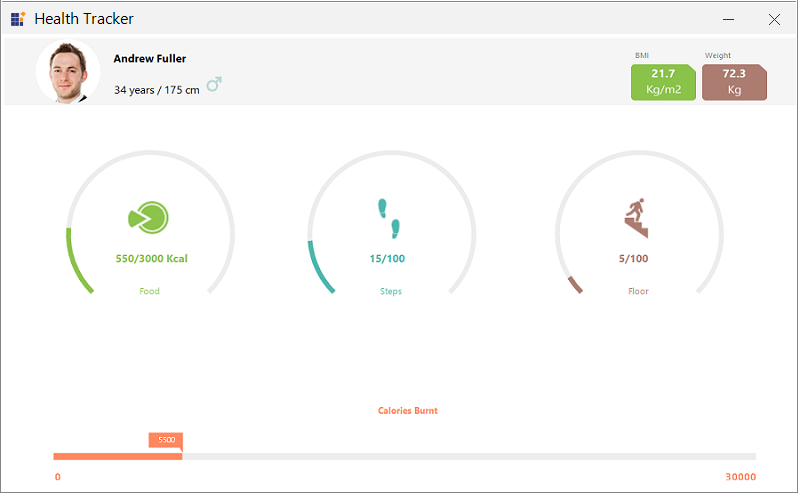 Health Tracker
Andrew Fuller
34 years / 175 cm
BMI
21.7
Kg/m2
Weight
72.3
Kg
550/3000 Kcal
Food
15/100
Steps
5/100
Floor
Calories Burnt
5500
0
30000